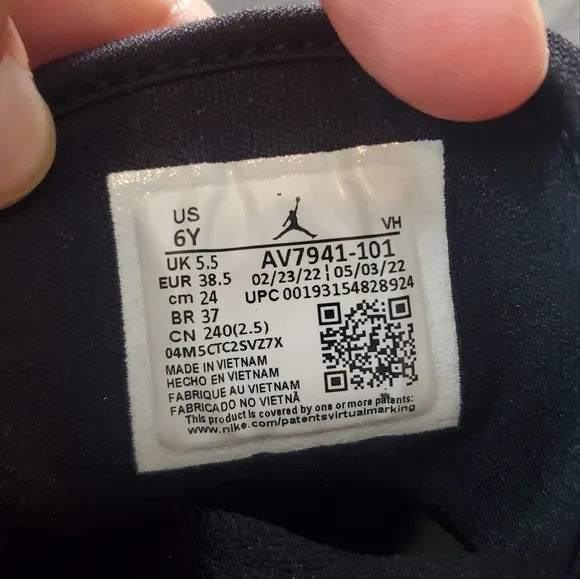 US
6Y
VH
UK 5.5
EUR 38.5
cm 24
BR 37
CN 240(2.5)
AV7941-101
02/23/22 | 05/03/22
UPC 00193154828924
04M5CTC2SVZ7X
MADE IN VIETNAM
HECHO EN VIETNAM
FABRIQUE AU VIETNAM
FABRICADO NO VIETNÃ
This product is covered by one or more patents:
www.nike.com/patentsvirtualmarking